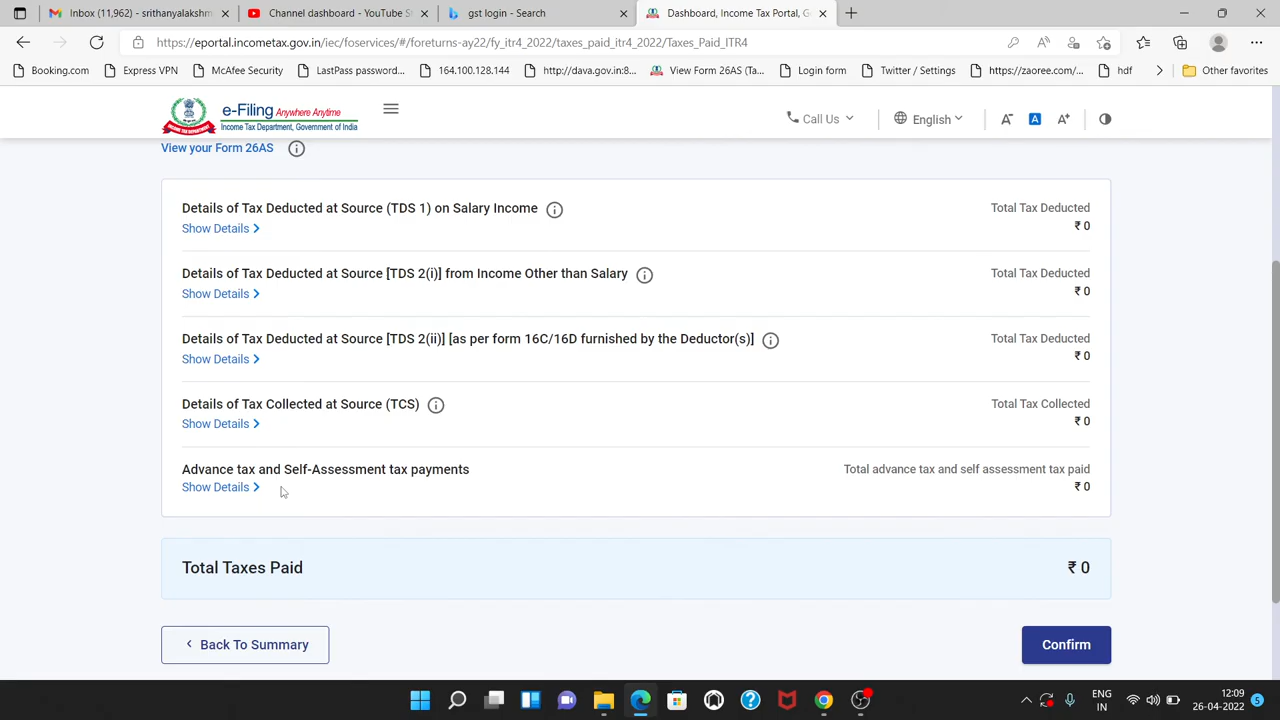 Inbox (11,962) - srithanyalakshm
Channel dashboard - YouTube S
gst login - Search
Dashboard, Income Tax Portal, G
https://eportal.incometax.gov.in/iec/foservices/#/foreturns-ay22/fy_itr4_2022/taxes_paid_itr4_2022/Taxes_Paid_ITR4
Booking.com
Express VPN
McAfee Security
LastPass password...
164.100.128.144
http://dava.gov.in:8...
View Form 26AS (Ta...
Login form
Twitter / Settings
https://zaoree.com/...
hdf
Other favorites
e-Filing Anywhere Anytime
Income Tax Department, Government of India
Call Us
English
A-
A
A+
View your Form 26AS
Details of Tax Deducted at Source (TDS 1) on Salary Income
Total Tax Deducted
Show Details
₹ 0
Details of Tax Deducted at Source [TDS 2(i)] from Income Other than Salary
Total Tax Deducted
Show Details
₹ 0
Details of Tax Deducted at Source [TDS 2(ii)] [as per form 16C/16D furnished by the Deductor(s)]
Total Tax Deducted
Show Details
₹ 0
Details of Tax Collected at Source (TCS)
Total Tax Collected
Show Details
₹ 0
Advance tax and Self-Assessment tax payments
Total advance tax and self assessment tax paid
Show Details
₹ 0
Total Taxes Paid
₹ 0
Back To Summary
Confirm
ENG
IN
12:09
26-04-2022
5